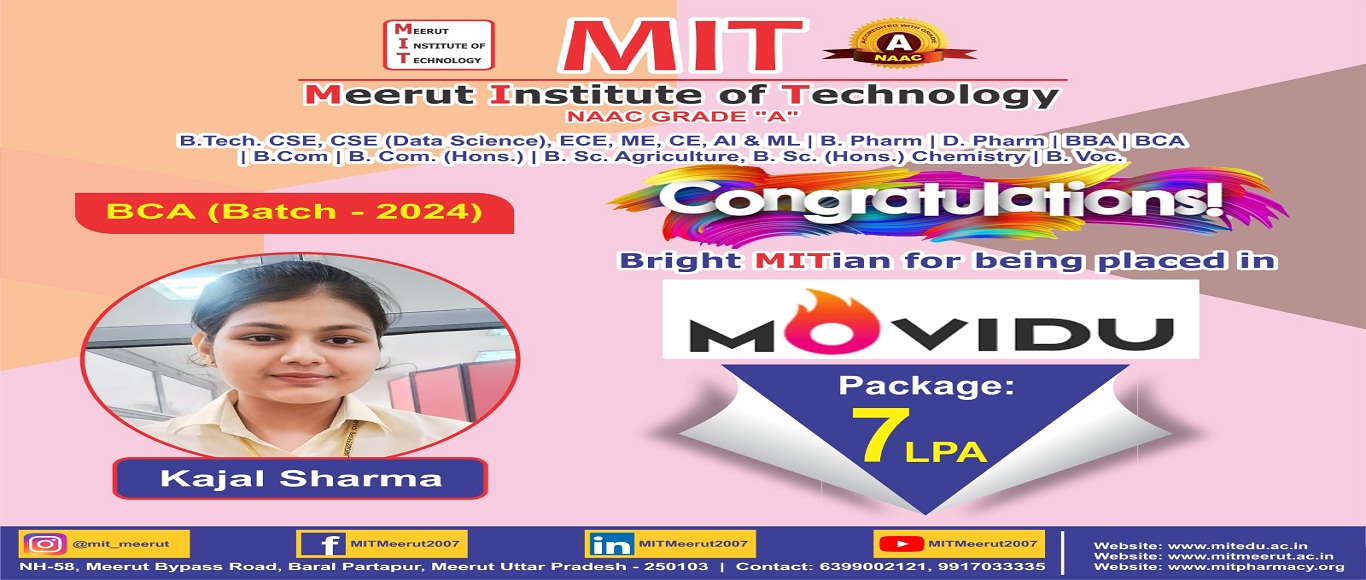 MEERUT
INSTITUTE OF
TECHNOLOGY
MIT
ACCREDITED WITH GRADE
A
NAAC
Meerut Institute of Technology
NAAC GRADE "A"
B.Tech. CSE, CSE (Data Science), ECE, ME, CE, AI & ML | B. Pharm | D. Pharm | BBA | BCA
| B.Com | B. Com. (Hons.) | B. Sc. Agriculture, B. Sc. (Hons.) Chemistry | B. Voc.
BCA (Batch - 2024)
Congratulations!
Bright MITian for being placed in
MOVIDU
Package:
7 LPA
Kajal Sharma
@mit_meerut
MITMeerut2007
MITMeerut2007
MITMeerut2007
NH-58, Meerut Bypass Road, Baral Partapur, Meerut Uttar Pradesh - 250103 | Contact: 6399002121, 9917033335
Website: www.mitedu.ac.in
Website: www.mitmeerut.ac.in
Website: www.mitpharmacy.org